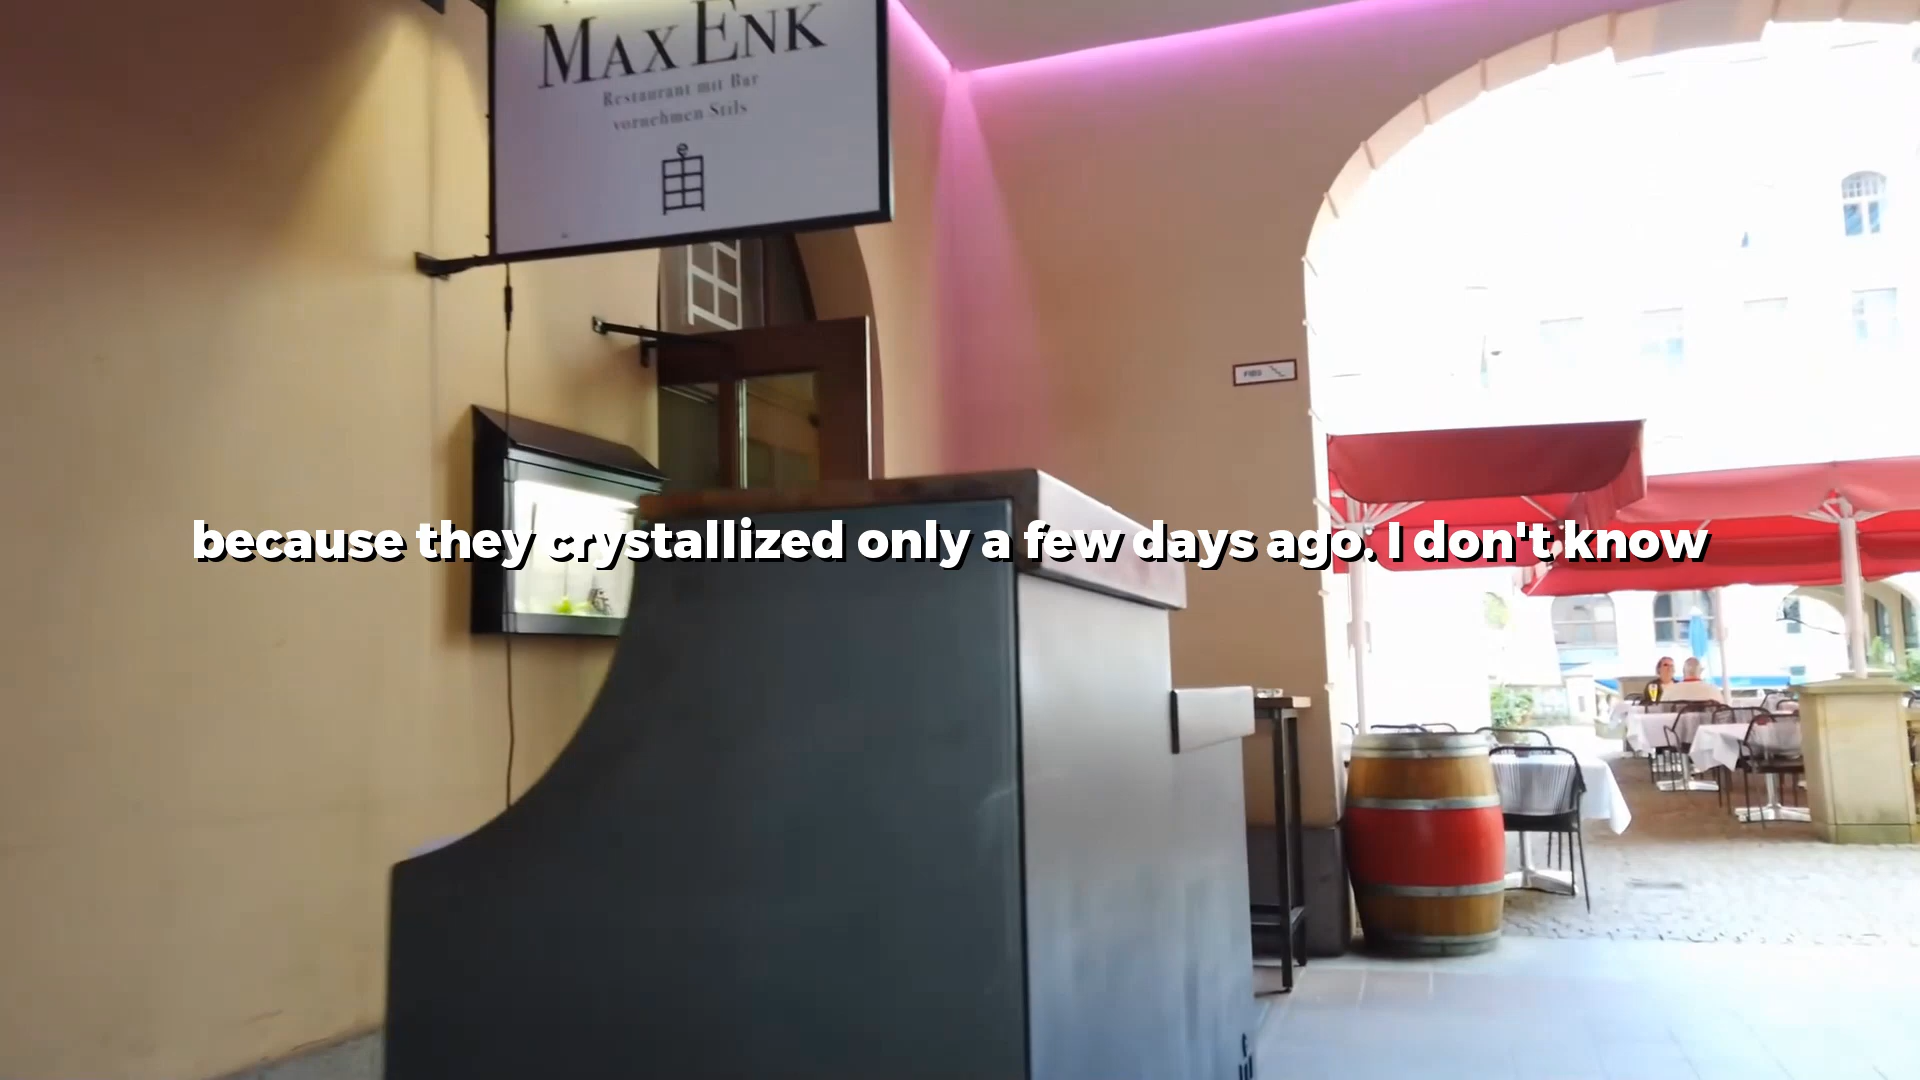 MAX ENK
Restaurant mit Bar
vornehmen Stils
because they crystallized only a few days ago. I don't know